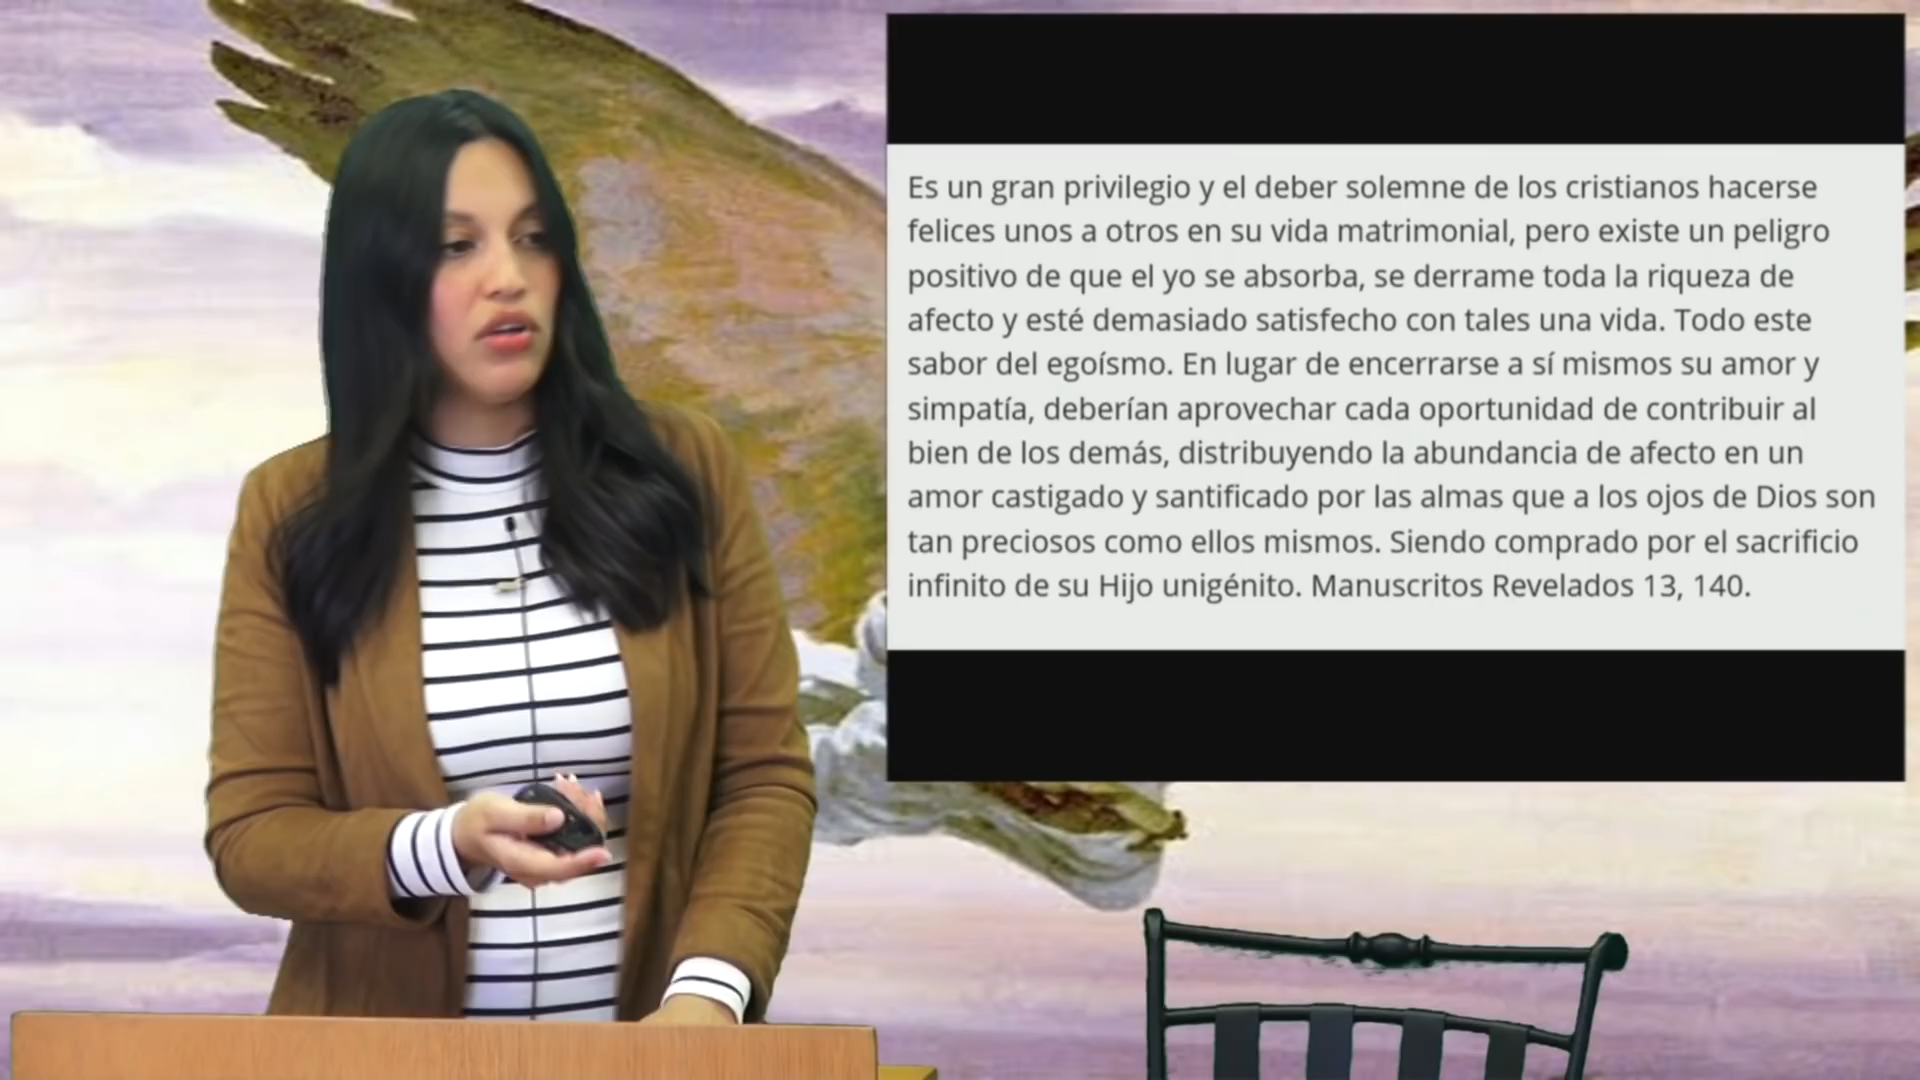 Es un gran privilegio y el deber solemne de los cristianos hacerse
felices unos a otros en su vida matrimonial, pero existe un peligro
positivo de que el yo se absorba, se derrame toda la riqueza de
afecto y esté demasiado satisfecho con tales una vida. Todo este
sabor del egoísmo. En lugar de encerrarse a sí mismos su amor y
simpatía, deberían aprovechar cada oportunidad de contribuir al
bien de los demás, distribuyendo la abundancia de afecto en un
amor castigado y santificado por las almas que a los ojos de Dios son
tan preciosos como ellos mismos. Siendo comprado por el sacrificio
infinito de su Hijo unigénito. Manuscritos Revelados 13, 140.